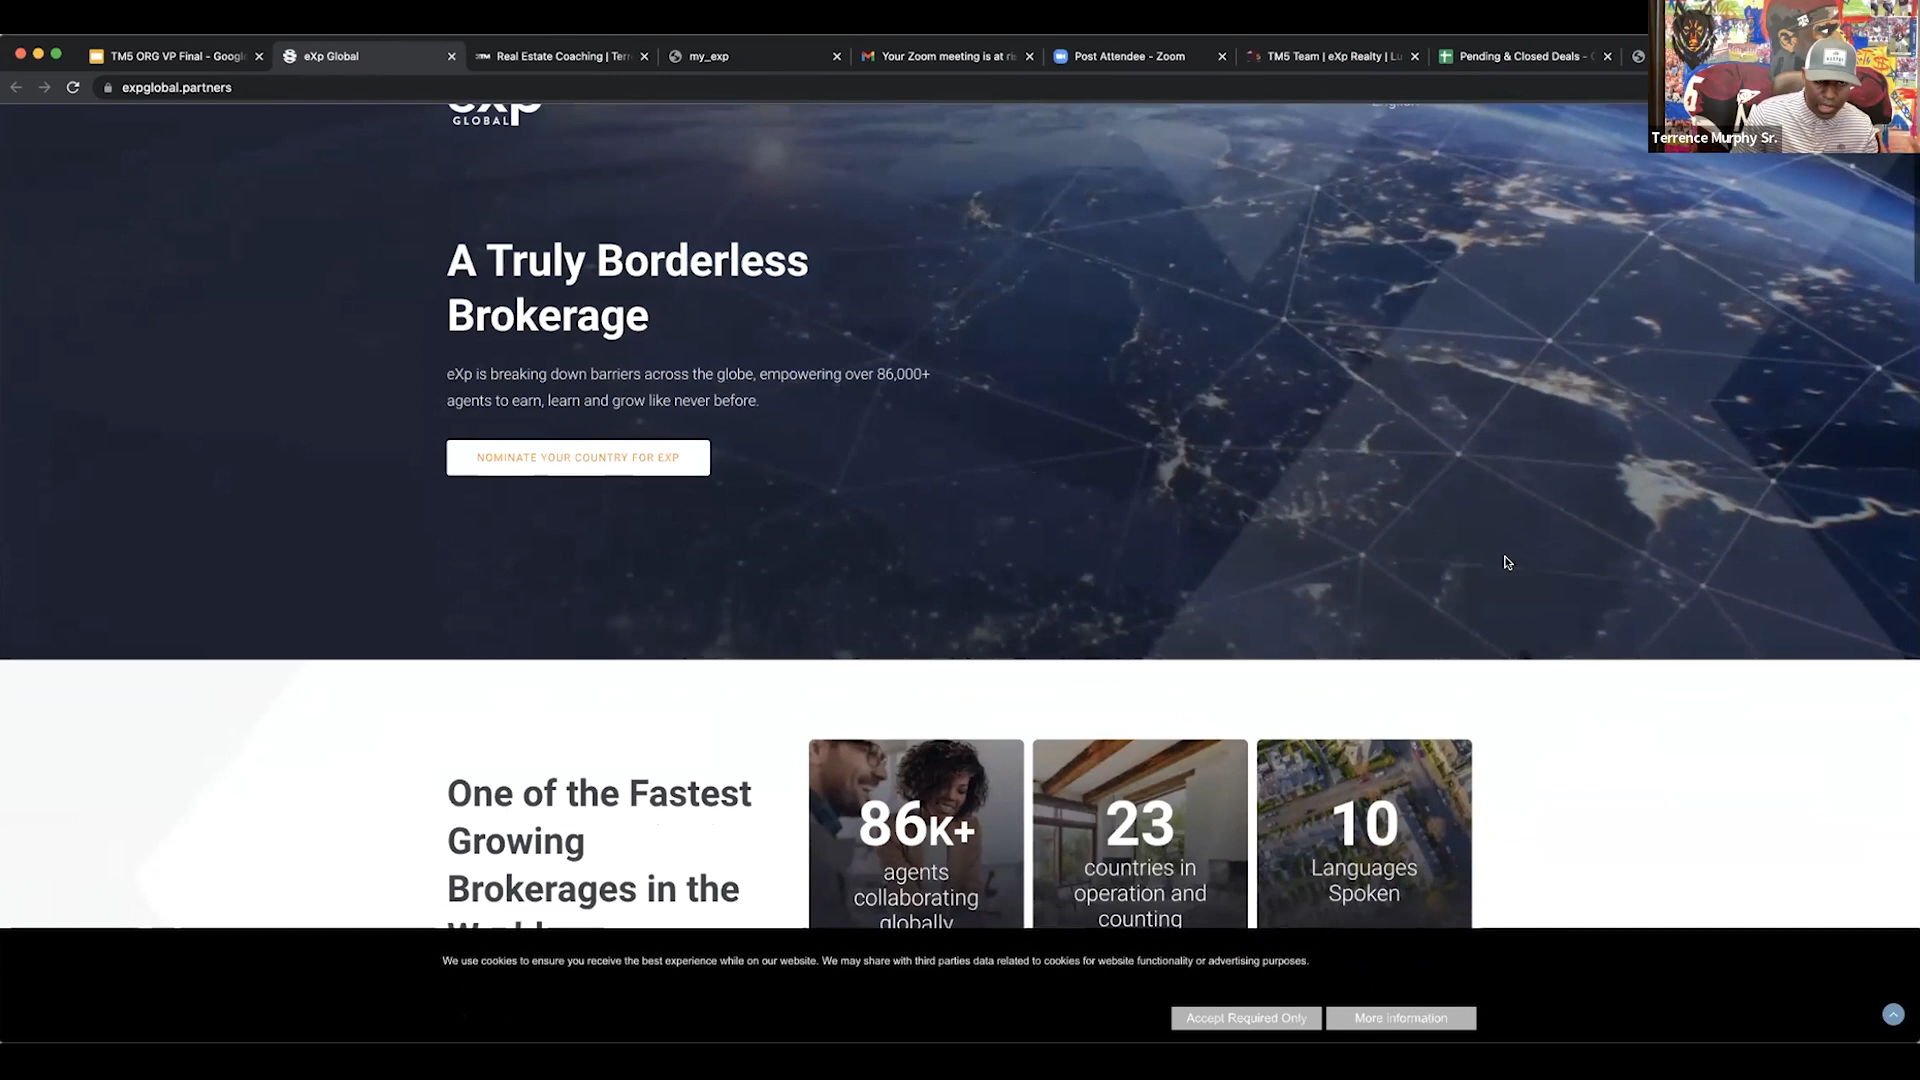 TM5 ORG VP Final - Google
eXp Global
Real Estate Coaching | Terr
my_exp
Your Zoom meeting is at ris
Post Attendee - Zoom
TM5 Team | eXp Realty | Lu
Pending & Closed Deals -
expglobal.partners
Terrence Murphy Sr.
exp
GLOBAL
English
A Truly Borderless
Brokerage
eXp is breaking down barriers across the globe, empowering over 86,000+
agents to earn, learn and grow like never before.
NOMINATE YOUR COUNTRY FOR EXP
One of the Fastest
Growing
Brokerages in the
World
86K+
agents
collaborating
globally
23
countries in
operation and
counting
10
Languages
Spoken
We use cookies to ensure you receive the best experience while on our website. We may share with third parties data related to cookies for website functionality or advertising purposes.
Accept Required Only
More information